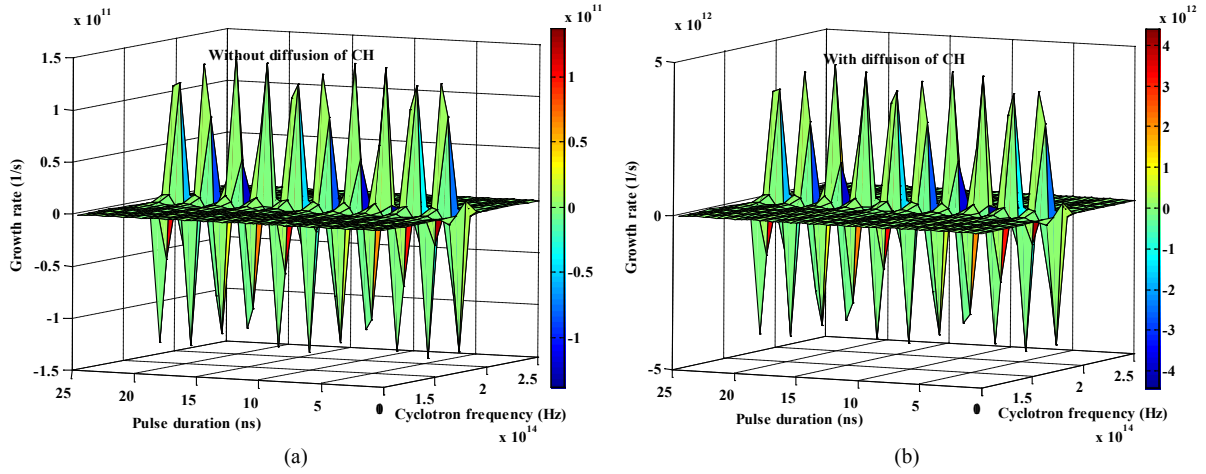 x 10^11
x 10^11
Without diffusion of CH
1.5
1
0.5
0
-0.5
-1
-1.5
Growth rate (1/s)
25
20
15
10
5
0
0
1.5
2
2.5
Pulse duration (ns)
Cyclotron frequency (Hz)
x 10^14
1
0.5
0
-0.5
-1
(a)
x 10^12
x 10^12
With diffuison of CH
5
0
-5
Growth rate (1/s)
25
20
15
10
5
0
0
1.5
2
2.5
Pulse duration (ns)
Cyclotron frequency (Hz)
x 10^14
4
3
2
1
0
-1
-2
-3
-4
(b)